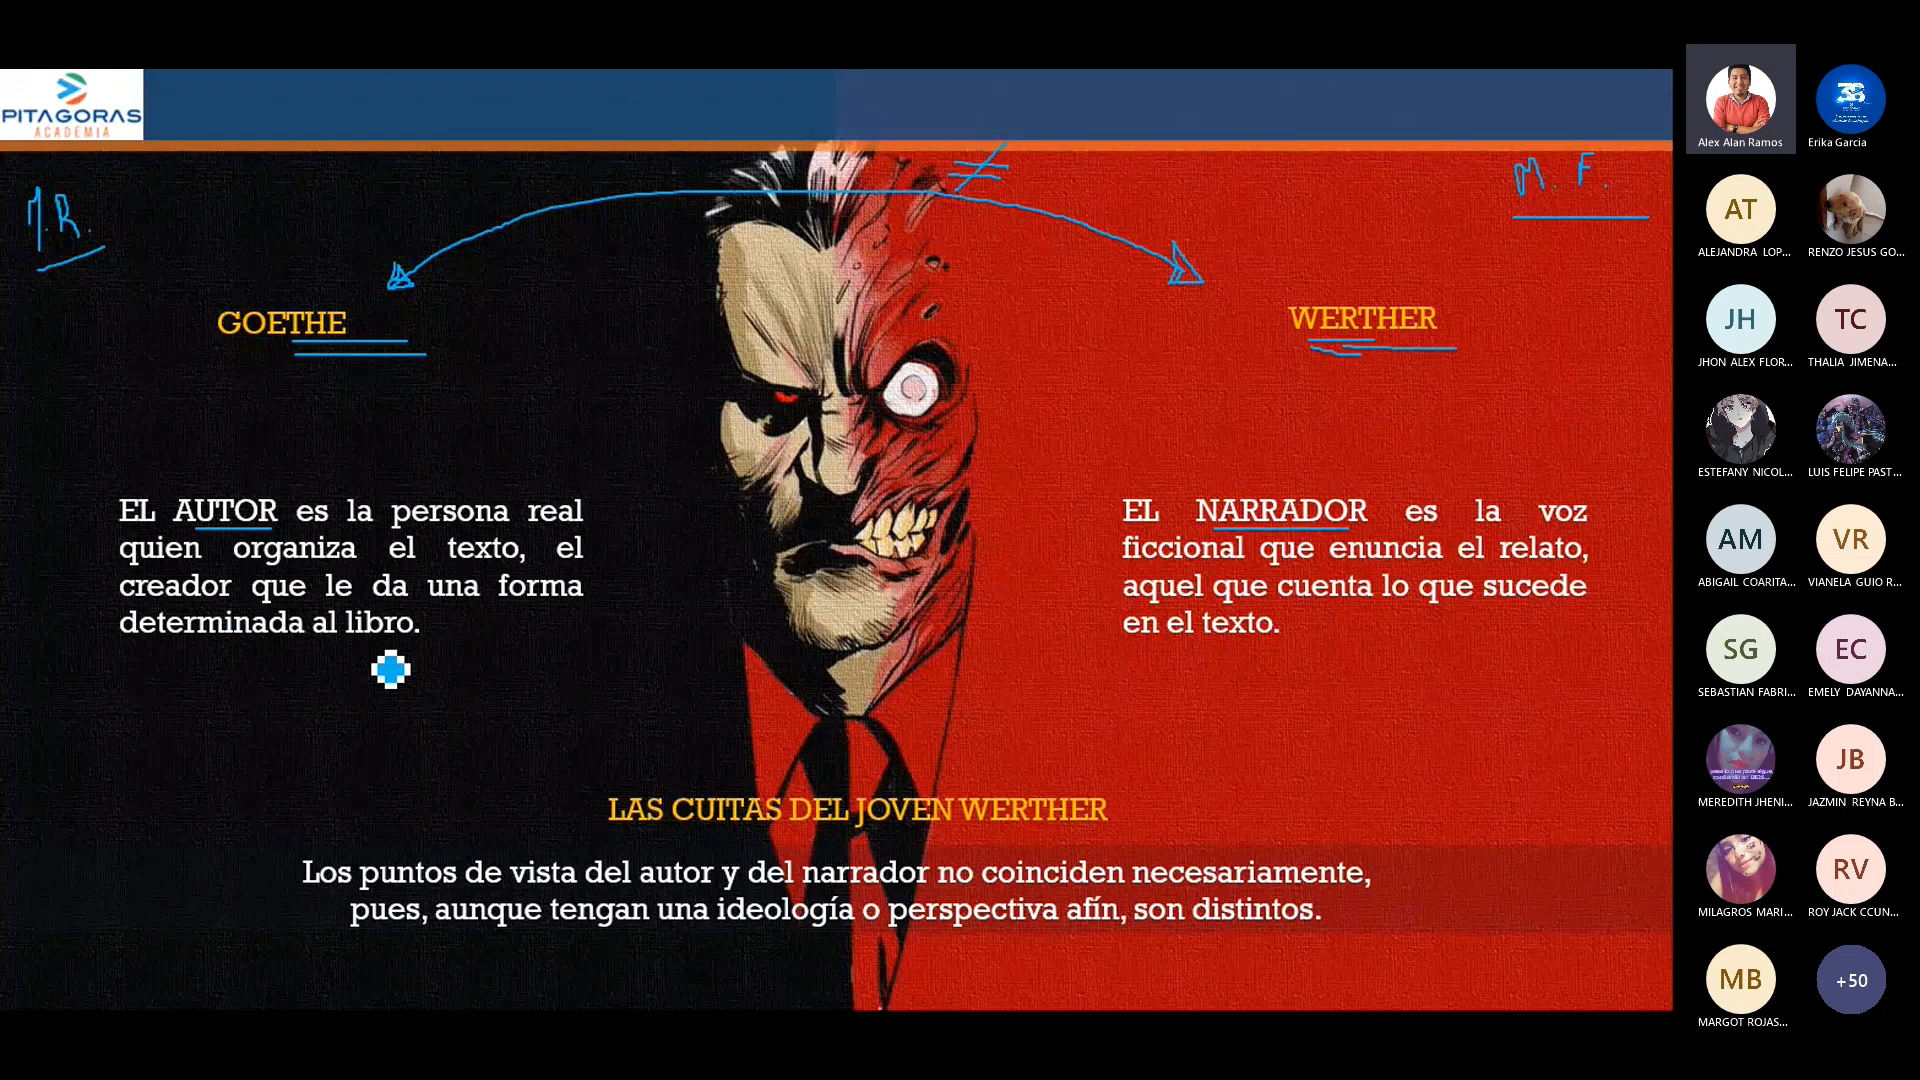 PITAGORAS
ACADEMIA
M.R.
≠
M. F.
GOETHE
WERTHER
EL AUTOR es la persona real
quien organiza el texto, el
creador que le da una forma
determinada al libro.
EL NARRADOR es la voz
ficcional que enuncia el relato,
aquel que cuenta lo que sucede
en el texto.
LAS CUITAS DEL JOVEN WERTHER
Los puntos de vista del autor y del narrador no coinciden necesariamente,
pues, aunque tengan una ideología o perspectiva afín, son distintos.
Alex Alan Ramos
Erika Garcia
AT
ALEJANDRA LOP...
RENZO JESUS GO...
JH
JHON ALEX FLOR...
TC
THALIA JIMENA...
ESTEFANY NICOL...
LUIS FELIPE PAST...
AM
ABIGAIL COARITA...
VR
VIANELA GUIO R...
SG
SEBASTIAN FABRI...
EC
EMELY DAYANNA...
MEREDITH JHENI...
JB
JAZMIN REYNA B...
MILAGROS MARI...
RV
ROY JACK CCUN...
MB
MARGOT ROJAS...
+50